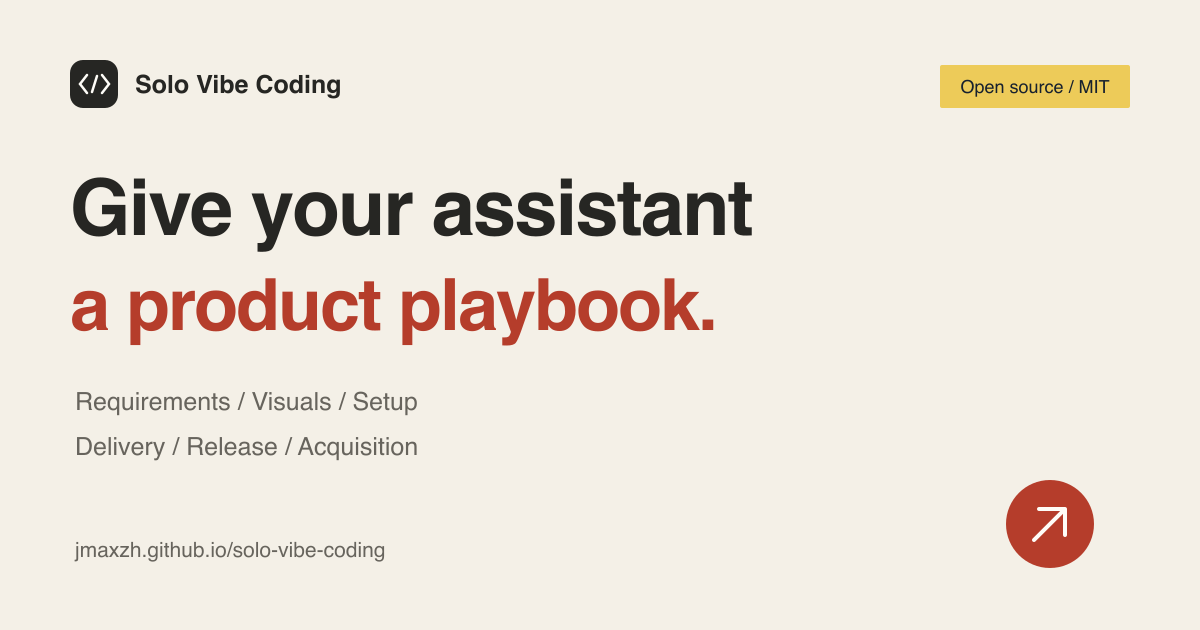 Solo Vibe Coding
Open source / MIT
Give your assistant
a product playbook.
Requirements / Visuals / Setup
Delivery / Release / Acquisition
jmaxzh.github.io/solo-vibe-coding